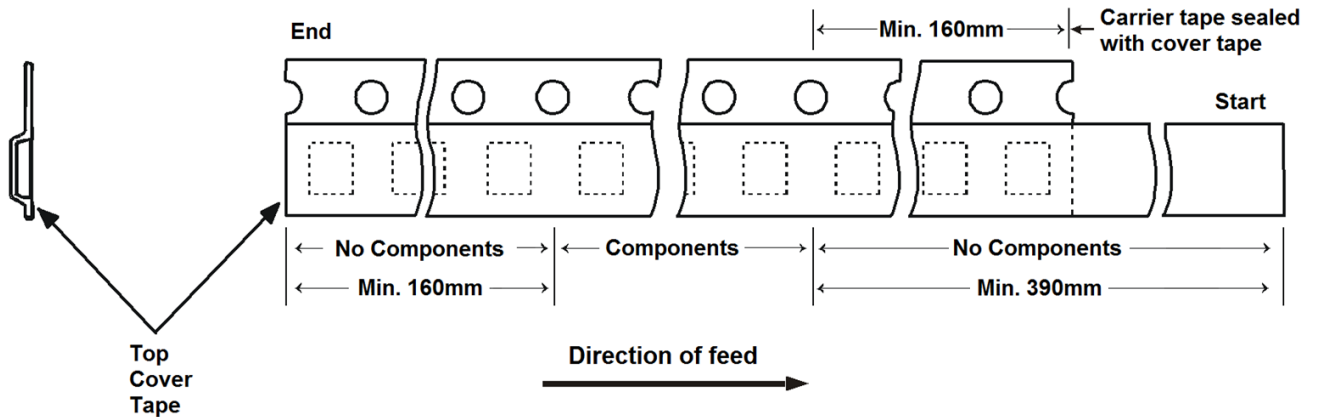 End
Min. 160mm
Carrier tape sealed
with cover tape
Start
No Components
Components
No Components
Min. 160mm
Min. 390mm
Top
Cover
Tape
Direction of feed